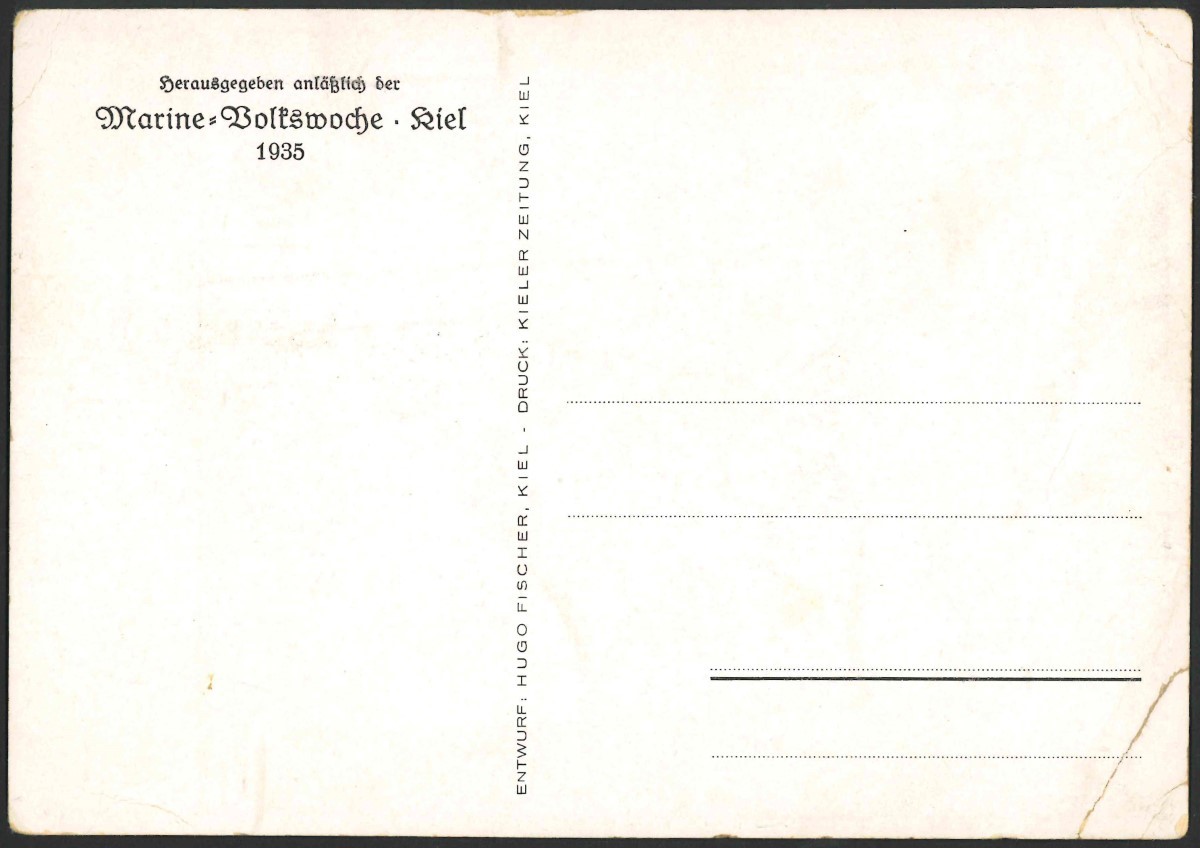 Herausgegeben anläßlich der
Marine-Volkswoche · Kiel
1935
ENTWURF: HUGO FISCHER, KIEL - DRUCK: KIELER ZEITUNG, KIEL